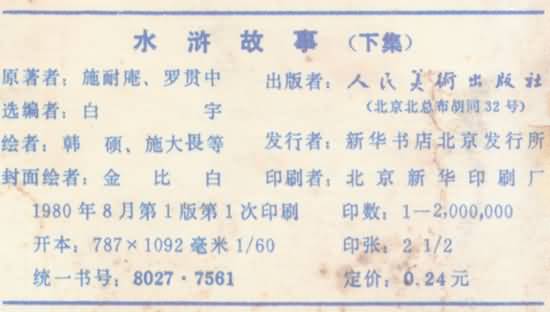 水浒故事（下集）
原著者：施耐庵、罗贯中 出版者：人民美術出版社
选编者：白 宇 （北京北总布胡同32号）
绘者：韩 硕、施大畏等 发行者：新华书店北京发行所
封面绘者：金 比 白 印刷者：北京新华印刷厂
1980年8月第1版第1次印刷 印数：1—2,000,000
开本：787×1092毫米1/60 印张：2 1/2
统一书号：8027·7561 定价：0.24元